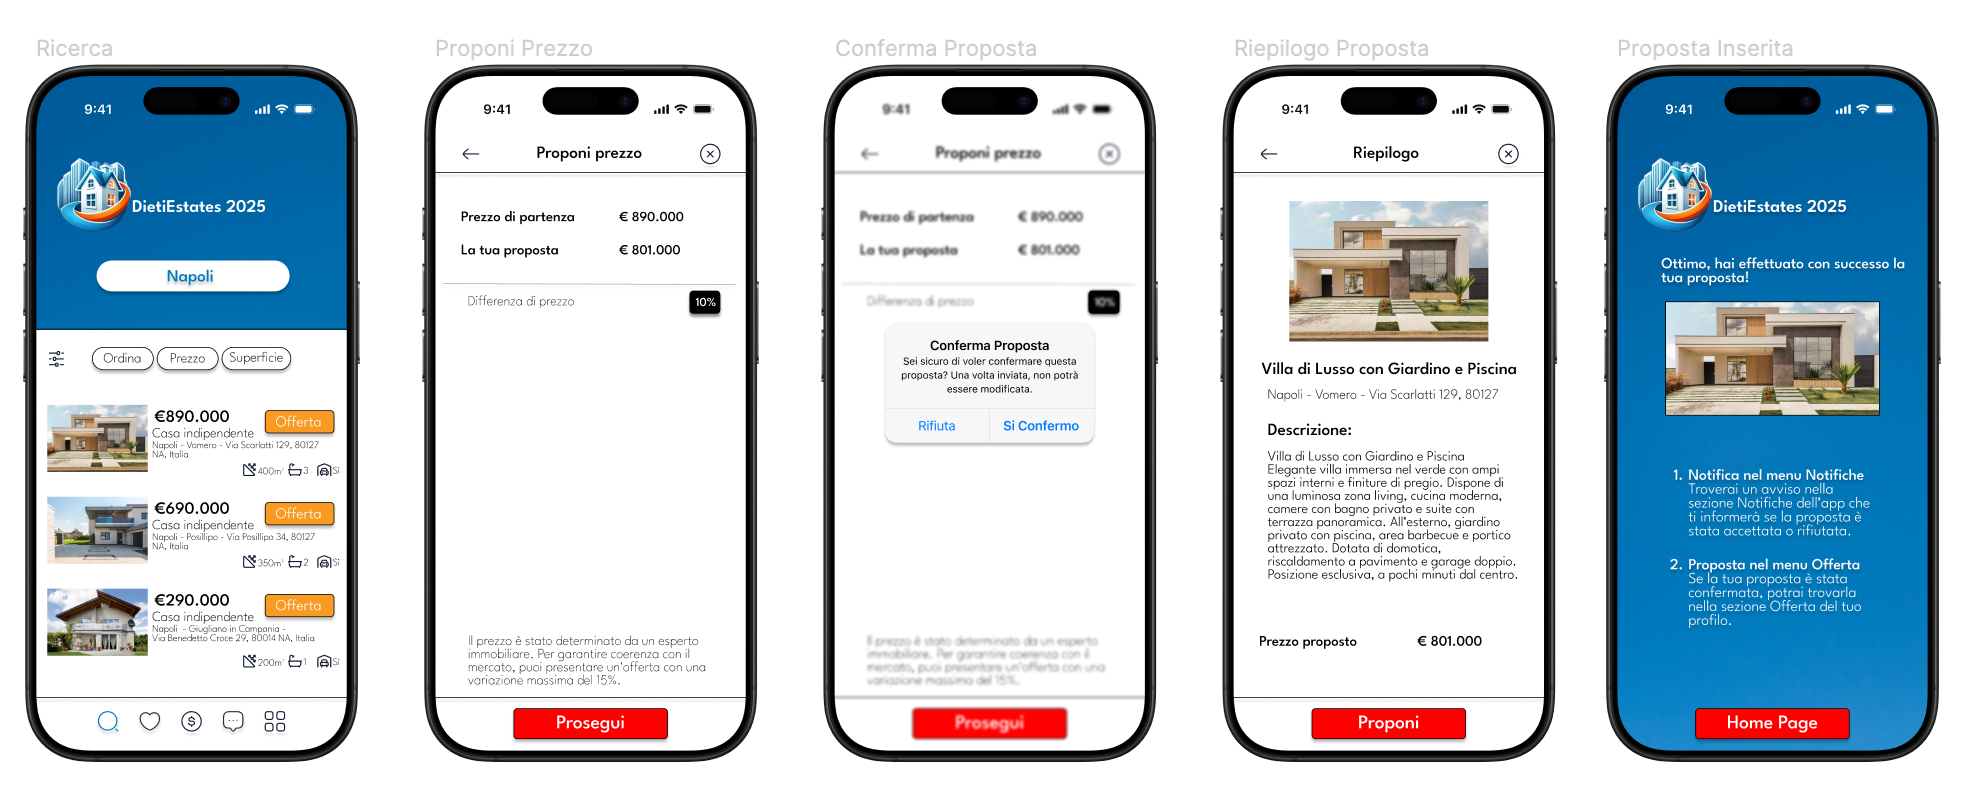 Ricerca
9:41
DietiEstates 2025
Napoli
Ordina
Prezzo
Superficie
€890.000
Offerta
Casa indipendente
Napoli - Vomero - Via Scarlatti 129, 80127
NA, Italia
400m² 3 Si
€690.000
Offerta
Casa indipendente
Napoli - Posillipo - Via Posillipo 34, 80127
NA, Italia
350m² 2 Si
€290.000
Offerta
Casa indipendente
Napoli - Giugliano in Campania -
Via Benedetto Croce 29, 80014 NA, Italia
200m² 1 Si
Proponi Prezzo
9:41
Proponi prezzo
Prezzo di partenza € 890.000
La tua proposta € 801.000
Differenza di prezzo 10%
Il prezzo è stato determinato da un esperto
immobiliare. Per garantire coerenza con il
mercato, puoi presentare un'offerta con una
variazione massima del 15%.
Prosegui
Conferma Proposta
9:41
Proponi prezzo
Prezzo di partenza € 890.000
La tua proposta € 801.000
Differenza di prezzo 10%
Conferma Proposta
Sei sicuro di voler confermare questa
proposta? Una volta inviata, non potrà
essere modificata.
Rifiuta
Si Confermo
Il prezzo è stato determinato da un esperto
immobiliare. Per garantire coerenza con il
mercato, puoi presentare un'offerta con una
variazione massima del 15%.
Prosegui
Riepilogo Proposta
9:41
Riepilogo
Villa di Lusso con Giardino e Piscina
Napoli - Vomero - Via Scarlatti 129, 80127
Descrizione:
Villa di Lusso con Giardino e Piscina
Elegante villa immersa nel verde con ampi
spazi interni e finiture di pregio. Dispone di
una luminosa zona living, cucina moderna,
camere con bagno privato e suite con
terrazza panoramica. All'esterno, giardino
privato con piscina, area barbecue e portico
attrezzato. Dotata di domotica,
riscaldamento a pavimento e garage doppio.
Posizione esclusiva, a pochi minuti dal centro.
Prezzo proposto € 801.000
Proponi
Proposta Inserita
9:41
DietiEstates 2025
Ottimo, hai effettuato con successo la
tua proposta!
1. Notifica nel menu Notifiche
Troverai un avviso nella
sezione Notifiche dell'app che
ti informerà se la proposta è
stata accettata o rifiutata.
2. Proposta nel menu Offerta
Se la tua proposta è stata
confermata, potrai trovarla
nella sezione Offerta del tuo
profilo.
Home Page